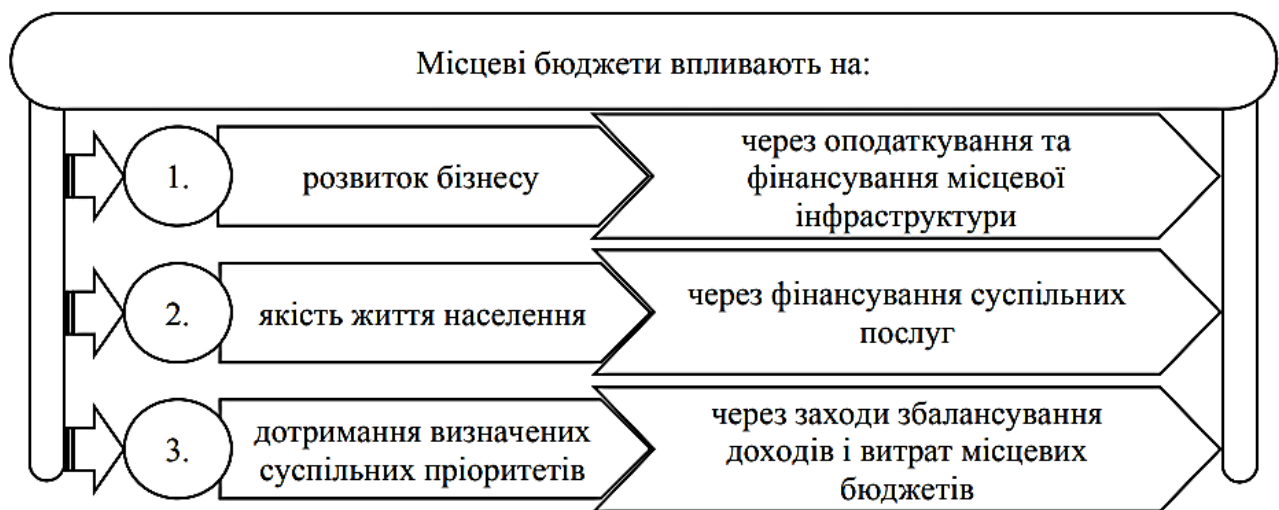 Місцеві бюджети впливають на:
1.
розвиток бізнесу
через оподаткування та
фінансування місцевої
інфраструктури
2.
якість життя населення
через фінансування суспільних
послуг
3.
дотримання визначених
суспільних пріоритетів
через заходи збалансування
доходів і витрат місцевих
бюджетів